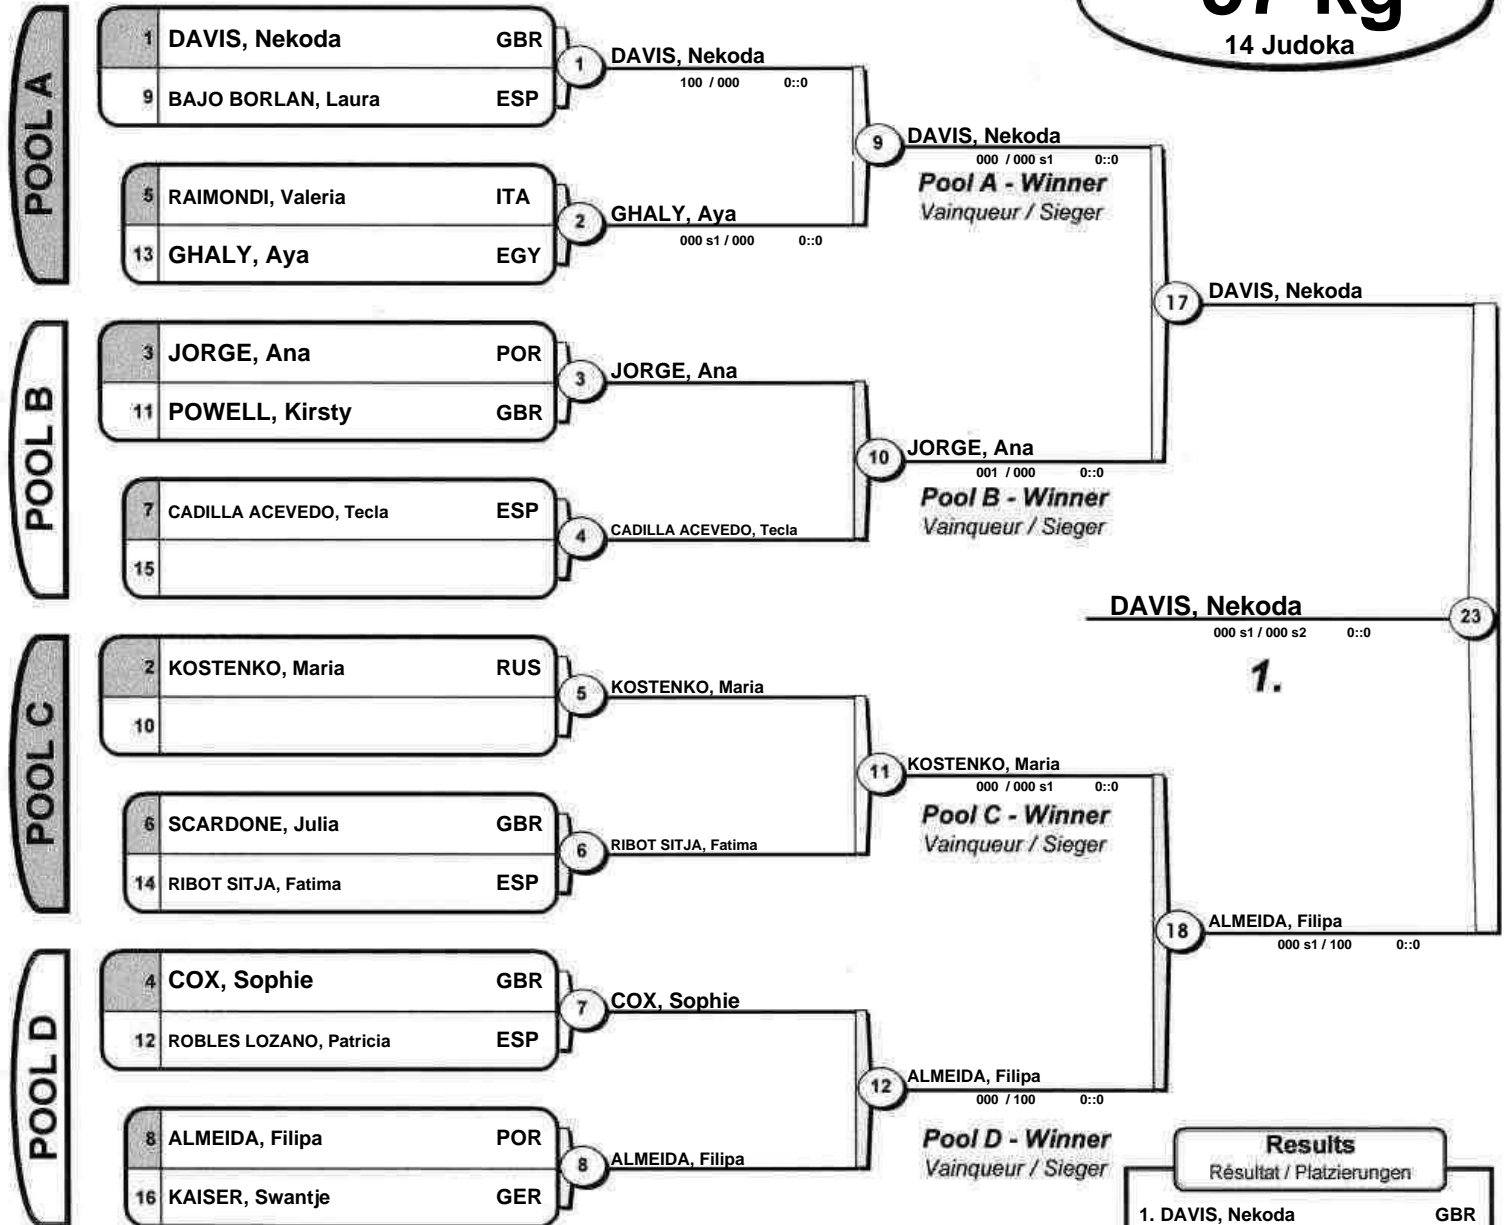 57 kg
14 Judoka
POOL A
1 DAVIS, Nekoda GBR
9 BAJO BORLAN, Laura ESP
1 DAVIS, Nekoda
100 / 000 0::0
5 RAIMONDI, Valeria ITA
13 GHALY, Aya EGY
2 GHALY, Aya
000 s1 / 000 0::0
9 DAVIS, Nekoda
000 / 000 s1 0::0
Pool A - Winner
Vainqueur / Sieger
17 DAVIS, Nekoda
POOL B
3 JORGE, Ana POR
11 POWELL, Kirsty GBR
3 JORGE, Ana
7 CADILLA ACEVEDO, Tecla ESP
15
4 CADILLA ACEVEDO, Tecla
10 JORGE, Ana
001 / 000 0::0
Pool B - Winner
Vainqueur / Sieger
DAVIS, Nekoda 23
000 s1 / 000 s2 0::0
1.
POOL C
2 KOSTENKO, Maria RUS
10
5 KOSTENKO, Maria
6 SCARDONE, Julia GBR
14 RIBOT SITJA, Fatima ESP
6 RIBOT SITJA, Fatima
11 KOSTENKO, Maria
000 / 000 s1 0::0
Pool C - Winner
Vainqueur / Sieger
18 ALMEIDA, Filipa
000 s1 / 100 0::0
POOL D
4 COX, Sophie GBR
12 ROBLES LOZANO, Patricia ESP
7 COX, Sophie
8 ALMEIDA, Filipa POR
16 KAISER, Swantje GER
8 ALMEIDA, Filipa
12 ALMEIDA, Filipa
000 / 100 0::0
Pool D - Winner
Vainqueur / Sieger
Results
Résultat / Platzierungen
1. DAVIS, Nekoda GBR